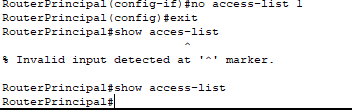 RouterPrincipal(config-if)#no access-list 1
RouterPrincipal(config)#exit
RouterPrincipal#show acces-list
^
% Invalid input detected at '^' marker.
RouterPrincipal#show access-list
RouterPrincipal#